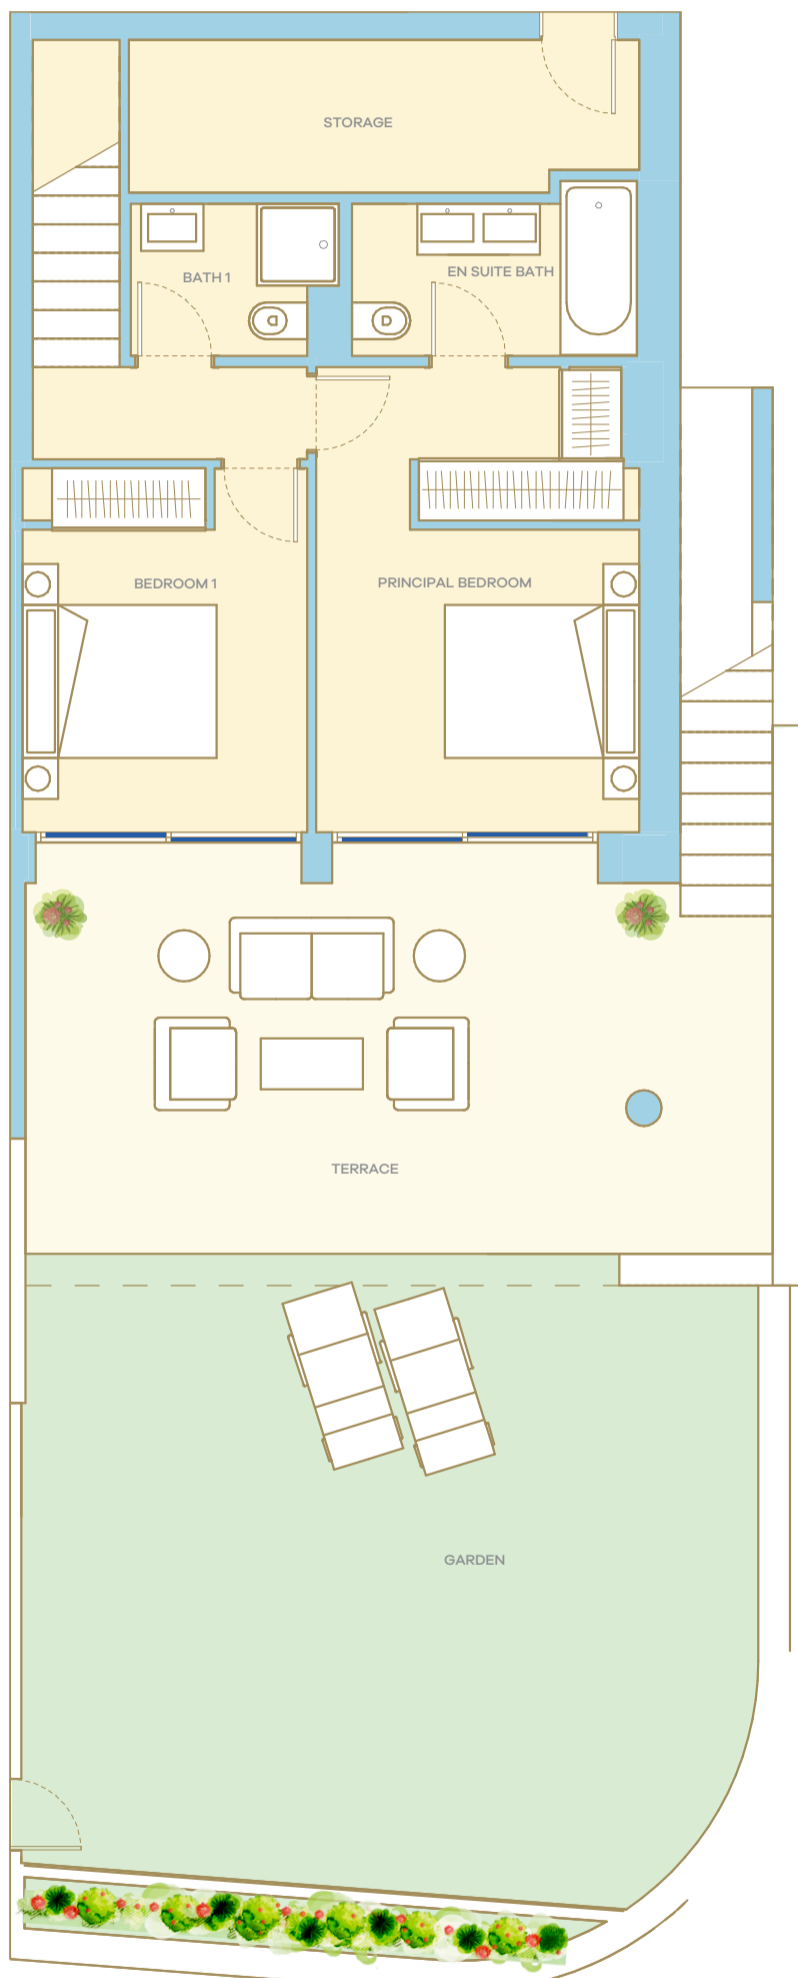 STORAGE
BATH 1
EN SUITE BATH
BEDROOM 1
PRINCIPAL BEDROOM
TERRACE
GARDEN